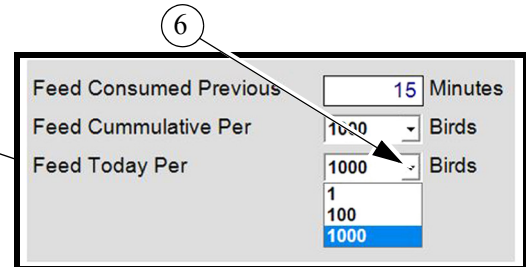 6
Feed Consumed Previous 15 Minutes
Feed Cummulative Per 1000 Birds
Feed Today Per 1000 Birds
1
100
1000